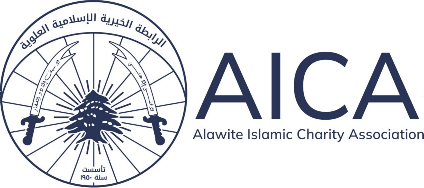 الرابطة الخيرية الإسلامية العلوية
تأسست
سنة ١٩٥٠
AICA
Alawite Islamic Charity Association